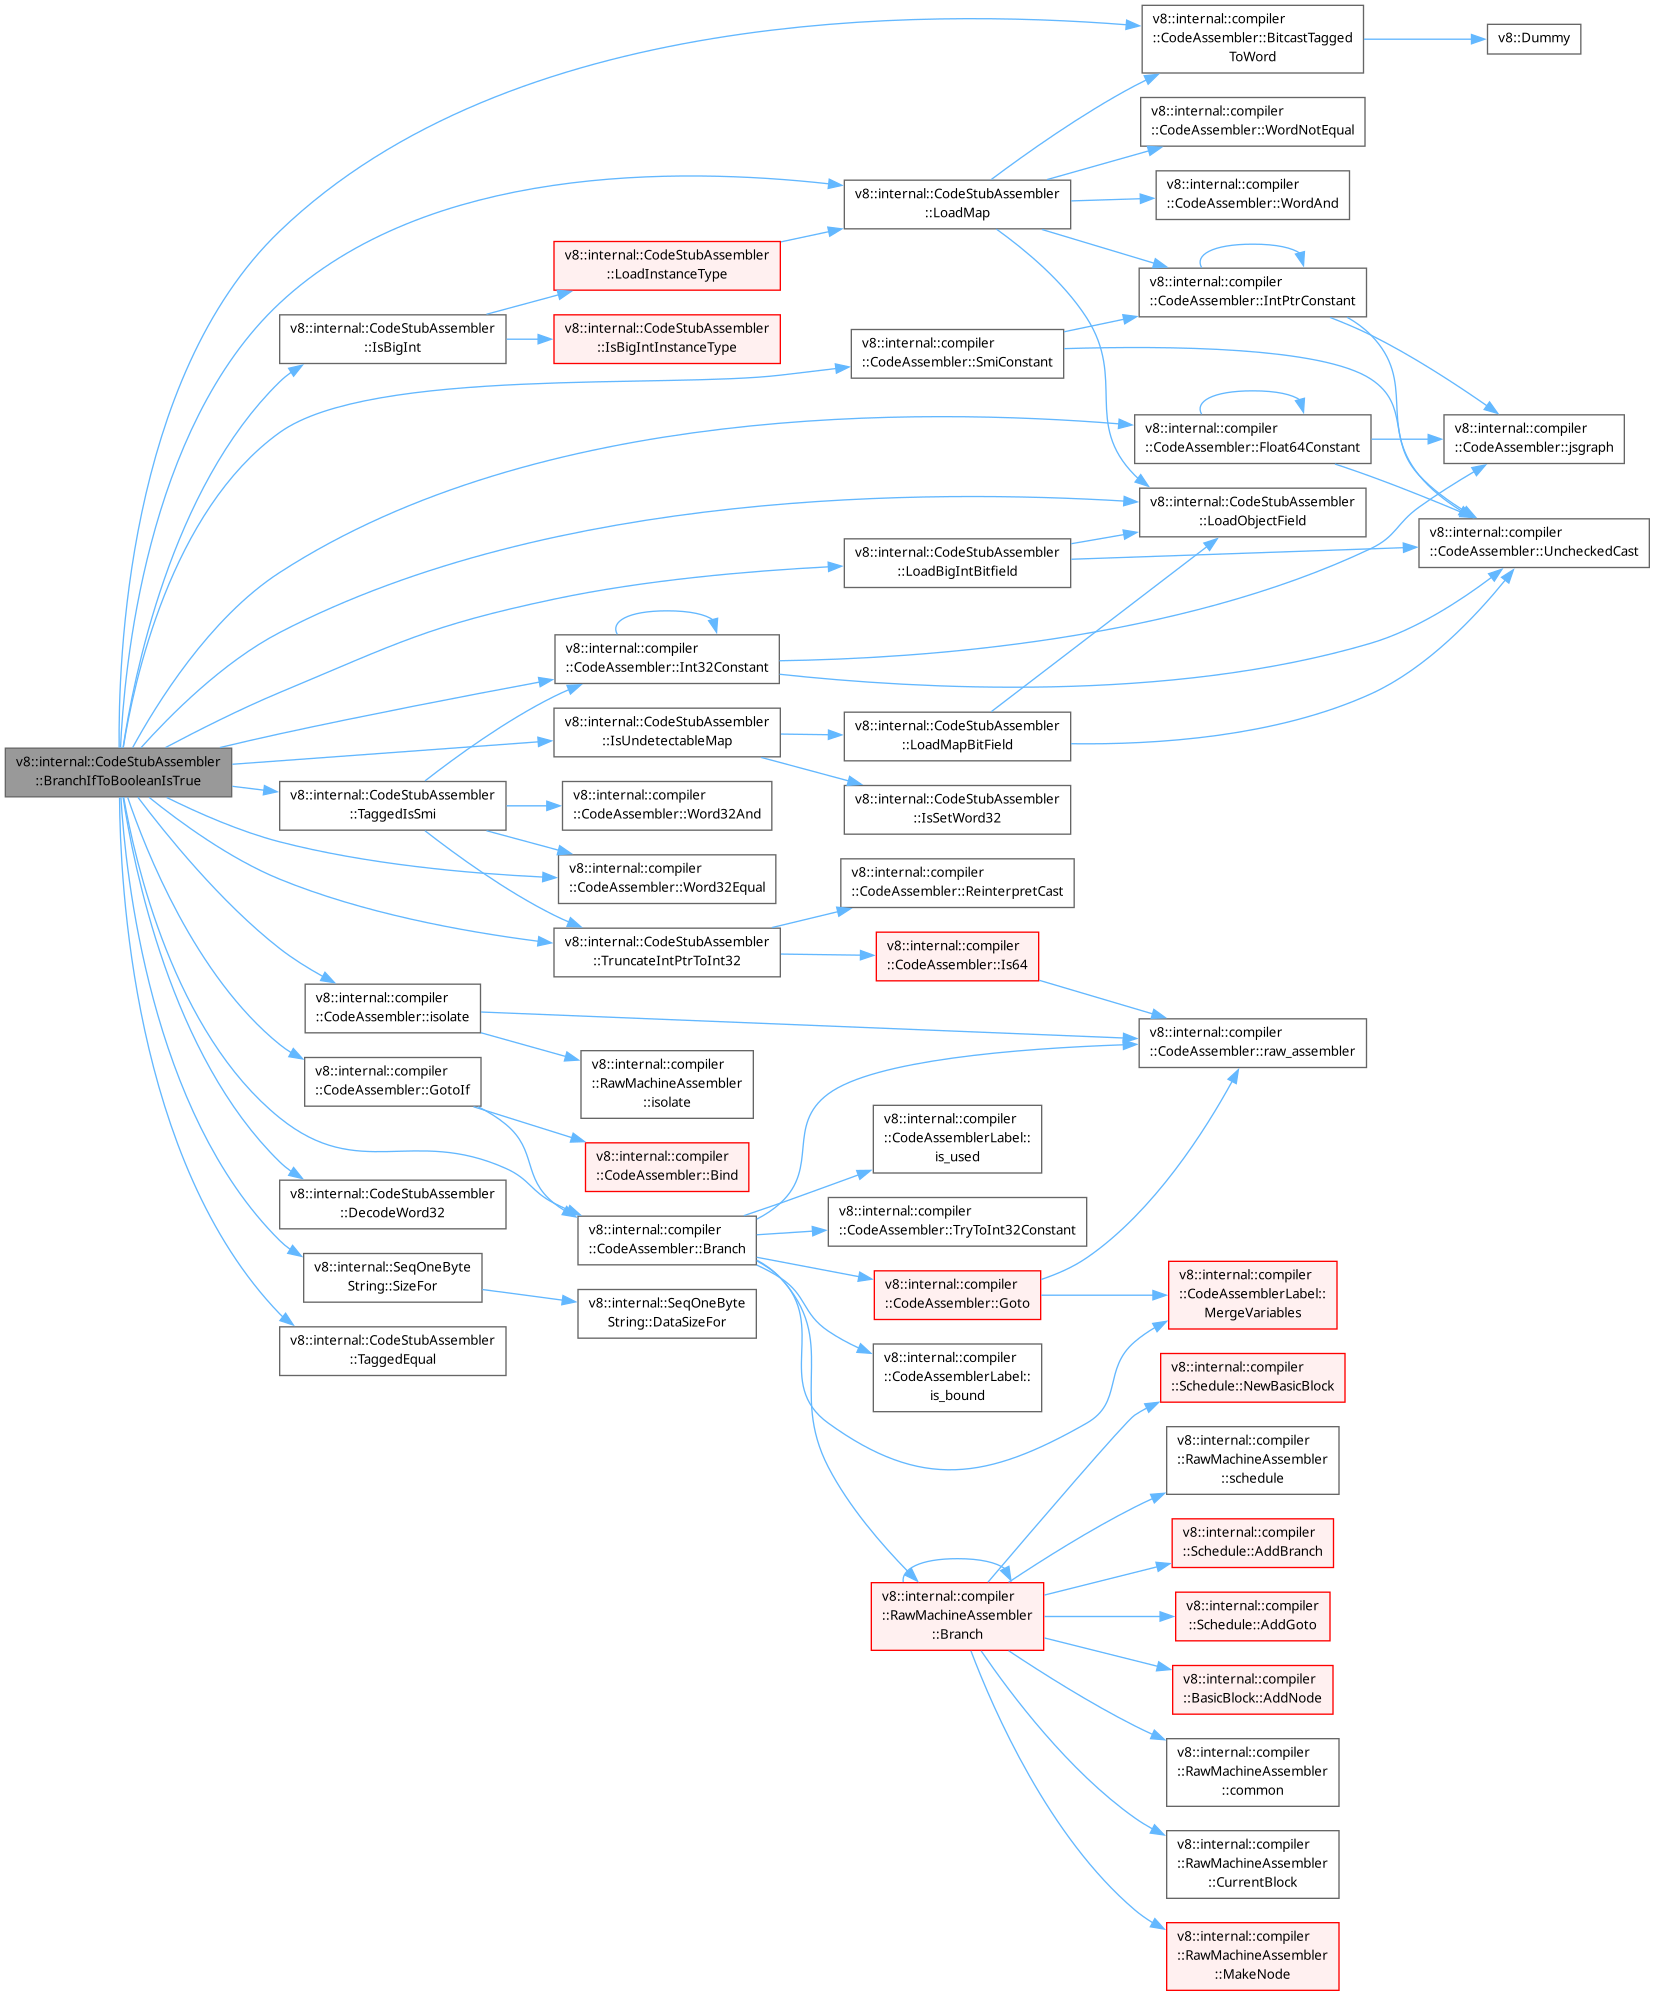 v8::internal::CodeStubAssembler
::BranchIfToBooleanIsTrue
v8::internal::CodeStubAssembler
::IsBigInt
v8::internal::CodeStubAssembler
::TaggedIsSmi
v8::internal::compiler
::CodeAssembler::isolate
v8::internal::compiler
::CodeAssembler::GotoIf
v8::internal::CodeStubAssembler
::DecodeWord32
v8::internal::SeqOneByte
String::SizeFor
v8::internal::CodeStubAssembler
::TaggedEqual
v8::internal::CodeStubAssembler
::LoadInstanceType
v8::internal::CodeStubAssembler
::IsBigIntInstanceType
v8::internal::compiler
::CodeAssembler::Int32Constant
v8::internal::CodeStubAssembler
::IsUndetectableMap
v8::internal::compiler
::CodeAssembler::Word32And
v8::internal::compiler
::CodeAssembler::Word32Equal
v8::internal::CodeStubAssembler
::TruncateIntPtrToInt32
v8::internal::compiler
::RawMachineAssembler
::isolate
v8::internal::compiler
::CodeAssembler::Bind
v8::internal::compiler
::CodeAssembler::Branch
v8::internal::SeqOneByte
String::DataSizeFor
v8::internal::CodeStubAssembler
::LoadMap
v8::internal::compiler
::CodeAssembler::SmiConstant
v8::internal::CodeStubAssembler
::LoadBigIntBitfield
v8::internal::CodeStubAssembler
::LoadMapBitField
v8::internal::CodeStubAssembler
::IsSetWord32
v8::internal::compiler
::CodeAssembler::ReinterpretCast
v8::internal::compiler
::CodeAssembler::Is64
v8::internal::compiler
::CodeAssemblerLabel::
is_used
v8::internal::compiler
::CodeAssembler::TryToInt32Constant
v8::internal::compiler
::CodeAssembler::Goto
v8::internal::compiler
::CodeAssemblerLabel::
is_bound
v8::internal::compiler
::RawMachineAssembler
::Branch
v8::internal::compiler
::CodeAssembler::BitcastTagged
ToWord
v8::internal::compiler
::CodeAssembler::WordNotEqual
v8::internal::compiler
::CodeAssembler::WordAnd
v8::internal::compiler
::CodeAssembler::IntPtrConstant
v8::internal::compiler
::CodeAssembler::Float64Constant
v8::internal::CodeStubAssembler
::LoadObjectField
v8::internal::compiler
::CodeAssembler::raw_assembler
v8::internal::compiler
::CodeAssemblerLabel::
MergeVariables
v8::internal::compiler
::Schedule::NewBasicBlock
v8::internal::compiler
::RawMachineAssembler
::schedule
v8::internal::compiler
::Schedule::AddBranch
v8::internal::compiler
::Schedule::AddGoto
v8::internal::compiler
::BasicBlock::AddNode
v8::internal::compiler
::RawMachineAssembler
::common
v8::internal::compiler
::RawMachineAssembler
::CurrentBlock
v8::internal::compiler
::RawMachineAssembler
::MakeNode
v8::Dummy
v8::internal::compiler
::CodeAssembler::jsgraph
v8::internal::compiler
::CodeAssembler::UncheckedCast